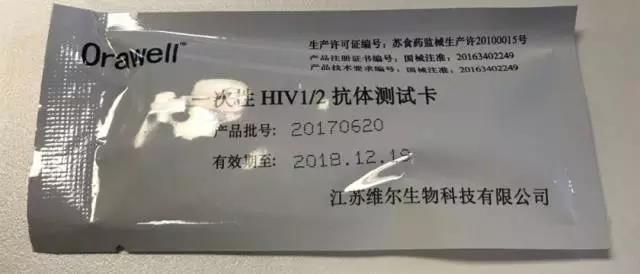 Orawell™
生产许可证编号：苏食药监械生产许20100015号
产品注册证书编号：国械注准：20163402249
产品技术要求编号：国械注准：20163402249
一次性 HIV1/2 抗体测试卡
产品批号：20170620
有效期至：2018.12.19
江苏维尔生物科技有限公司